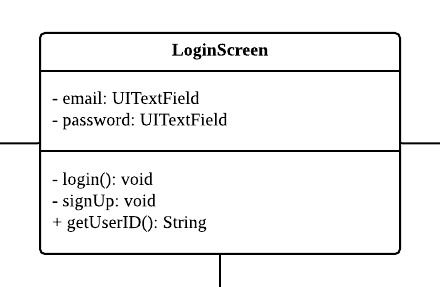 LoginScreen
- email: UITextField
- password: UITextField
- login(): void
- signUp: void
+ getUserID(): String